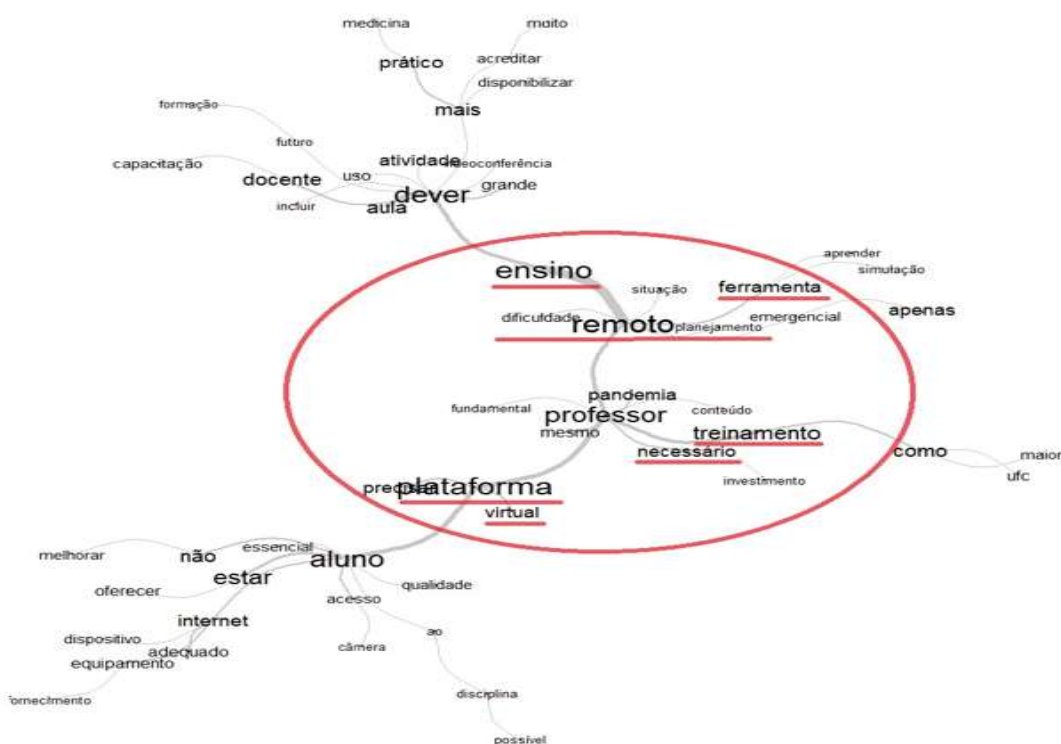 medicina
muito
prático
acreditar
disponibilizar
mais
formação
futuro
capacitação
atividade
videoconferência
docente
uso
dever
grande
incluir
aula
ensino
aprender
simulação
situação
ferramenta
dificuldade
remoto
planejamento
emergencial
apenas
pandemia
fundamental
professor
conteúdo
mesmo
treinamento
necessário
como
maior
ufc
investimento
precisar
plataforma
virtual
melhorar
não
essencial
aluno
estar
qualidade
oferecer
acesso
internet
ao
dispositivo
adequado
câmera
equipamento
fornecimento
disciplina
possível